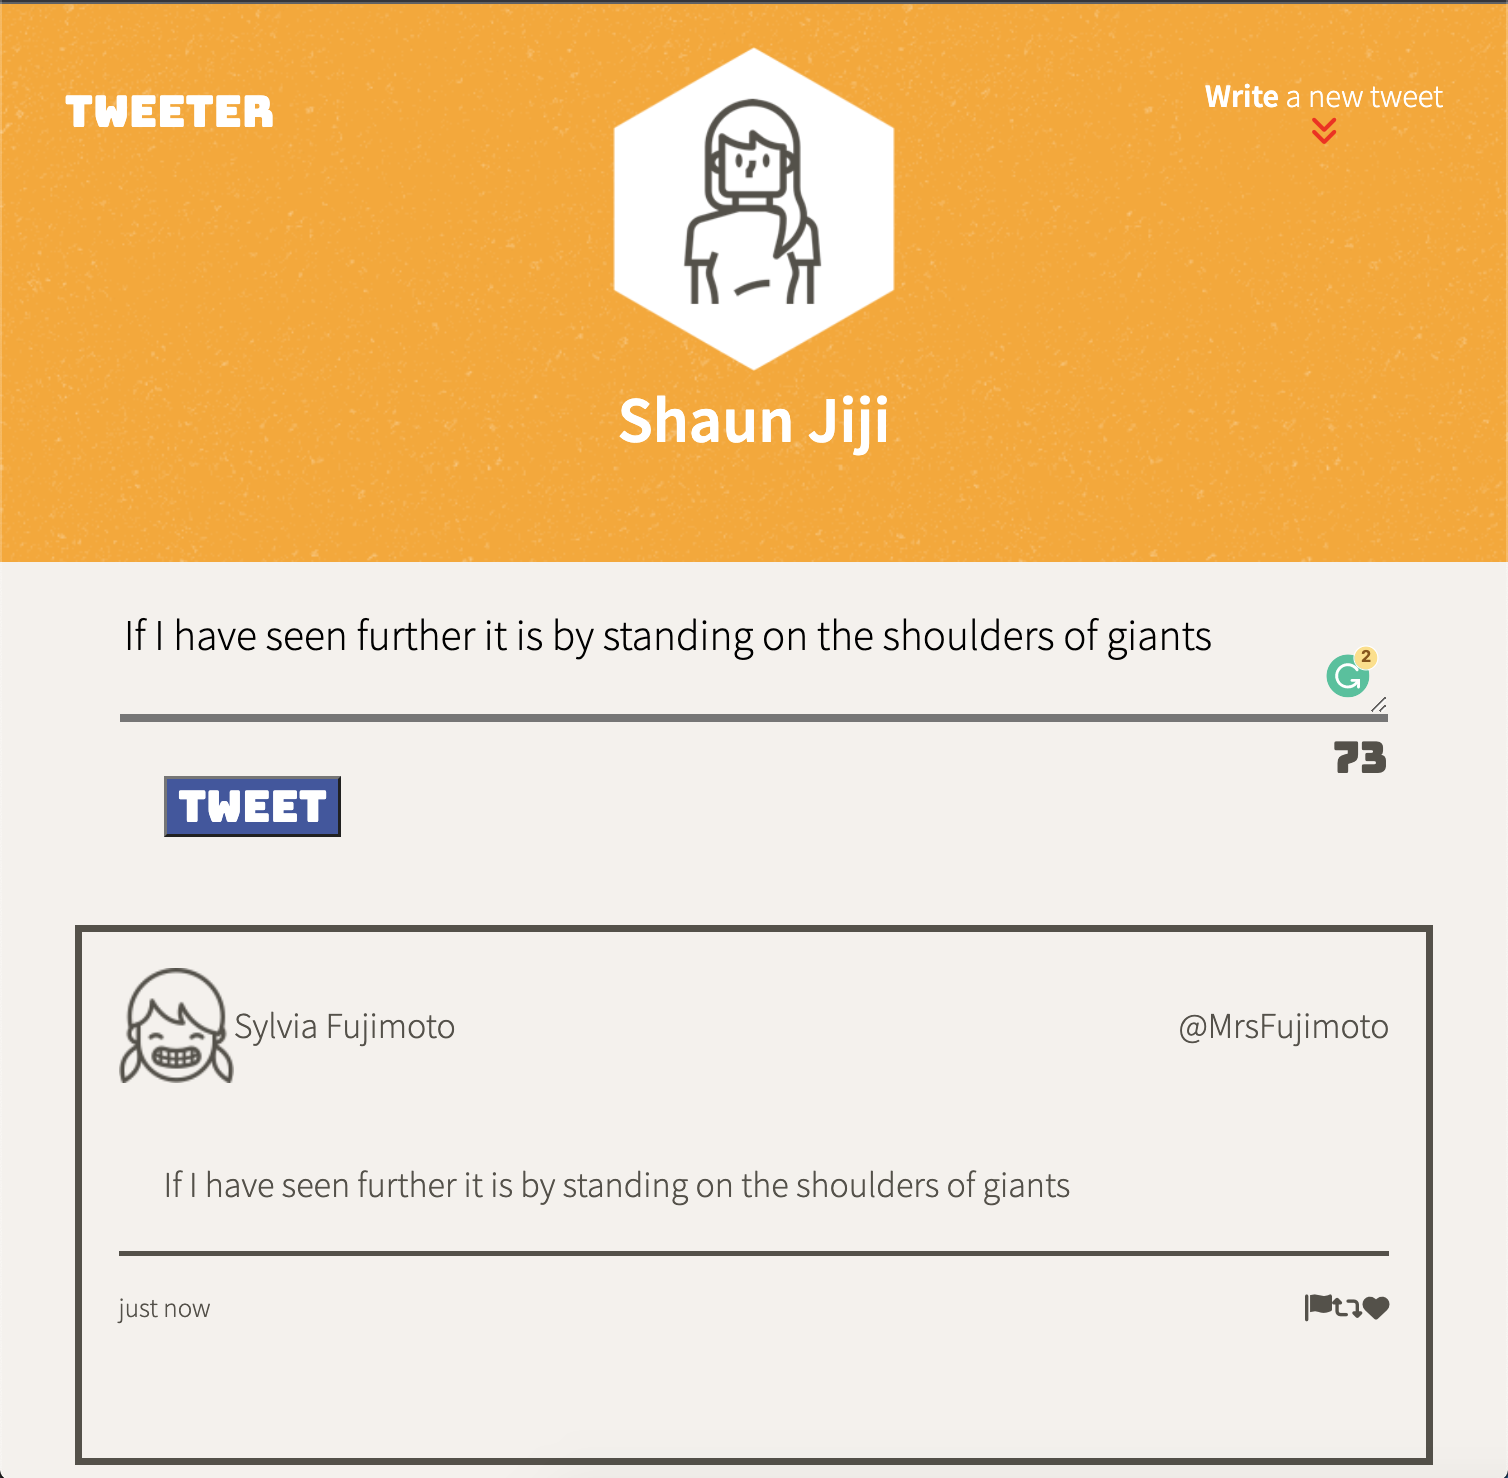 TWEETER
Write a new tweet
Shaun Jiji
If I have seen further it is by standing on the shoulders of giants
2
73
TWEET
Sylvia Fujimoto
@MrsFujimoto
If I have seen further it is by standing on the shoulders of giants
just now